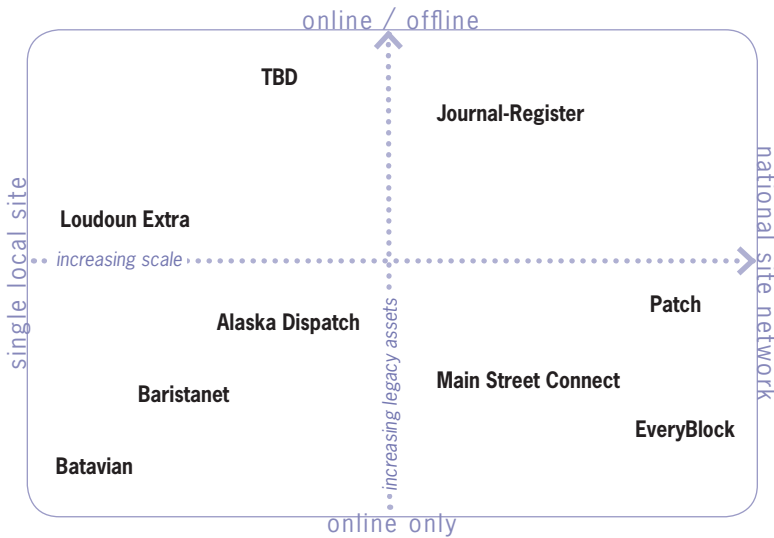 online / offline
TBD
Journal-Register
single local site
national site network
Loudoun Extra
increasing scale
increasing legacy assets
Alaska Dispatch
Patch
Main Street Connect
Baristanet
EveryBlock
Batavian
online only